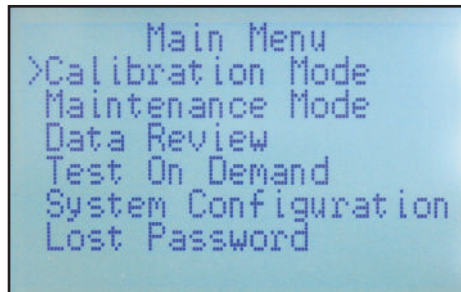 Main Menu
>Calibration Mode
Maintenance Mode
Data Review
Test On Demand
System Configuration
Lost Password